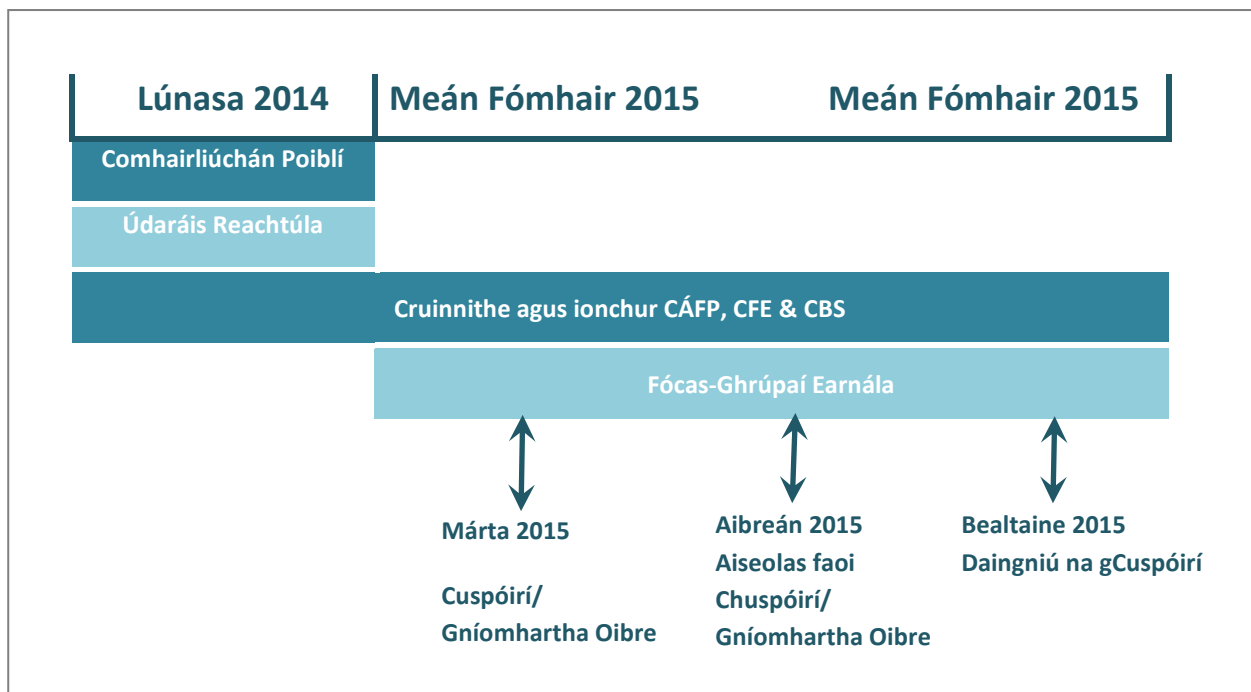 Lúnasa 2014
Meán Fómhair 2015
Meán Fómhair 2015
Comhairliúchán Poiblí
Údaráis Reachtúla
Cruinnithe agus ionchur CÁFP, CFE & CBS
Fócas-Ghrúpaí Earnála
Márta 2015
Cuspóirí/
Gníomhartha Oibre
Aibreán 2015
Aiseolas faoi
Chuspóirí/
Gníomhartha Oibre
Bealtaine 2015
Daingniú na gCuspóirí